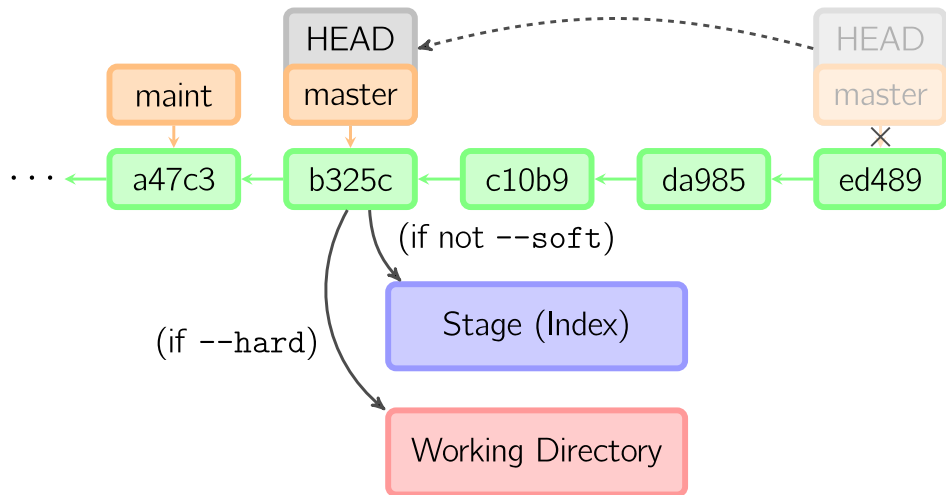 HEAD
HEAD
maint
master
master
...
a47c3
b325c
c10b9
da985
ed489
(if not --soft)
Stage (Index)
(if --hard)
Working Directory